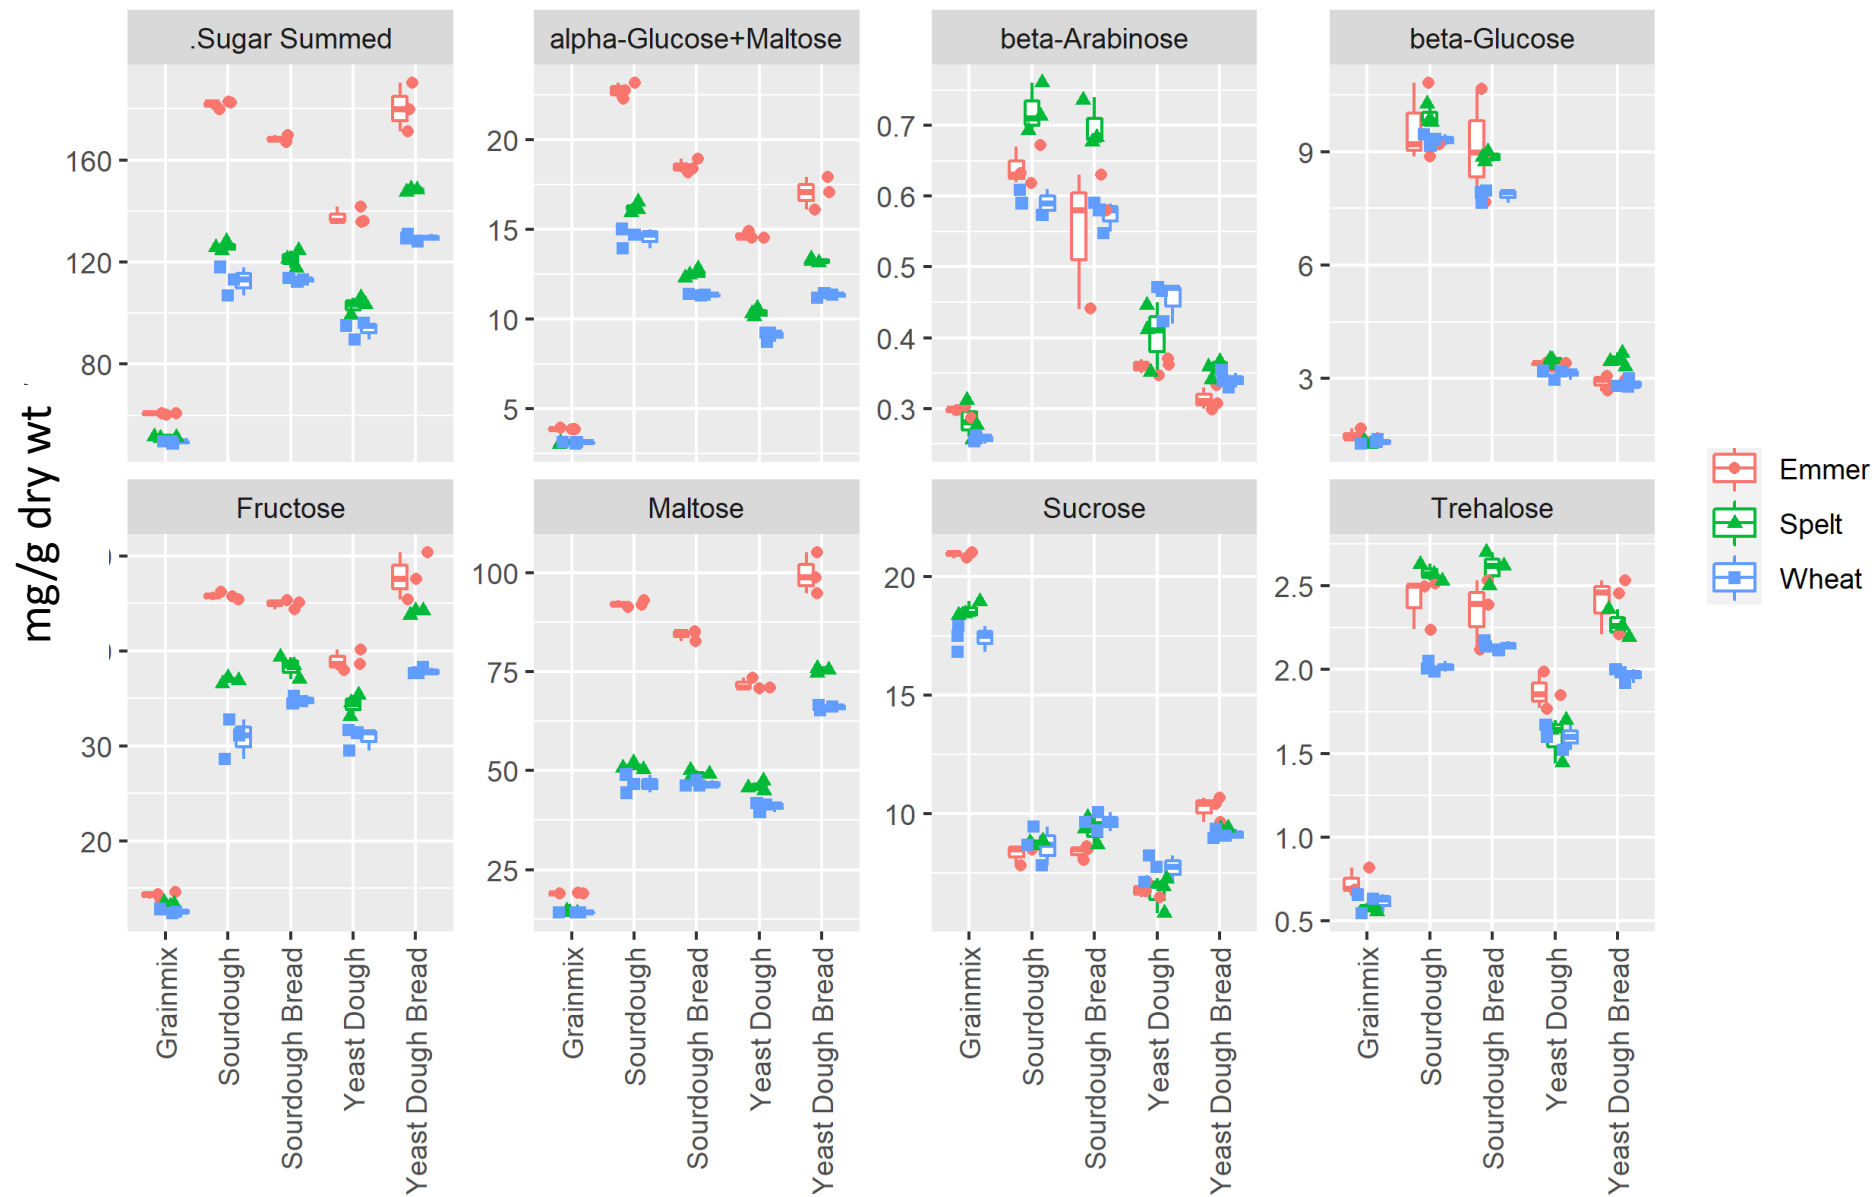 .Sugar Summed
alpha-Glucose+Maltose
beta-Arabinose
beta-Glucose
160
120
80
20
15
10
5
0.7
0.6
0.5
0.4
0.3
9
6
3
mg/g dry wt
Fructose
Maltose
Sucrose
Trehalose
30
20
100
75
50
25
20
15
10
2.5
2.0
1.5
1.0
0.5
Emmer
Spelt
Wheat
Grainmix
Sourdough
Sourdough Bread
Yeast Dough
Yeast Dough Bread
Grainmix
Sourdough
Sourdough Bread
Yeast Dough
Yeast Dough Bread
Grainmix
Sourdough
Sourdough Bread
Yeast Dough
Yeast Dough Bread
Grainmix
Sourdough
Sourdough Bread
Yeast Dough
Yeast Dough Bread